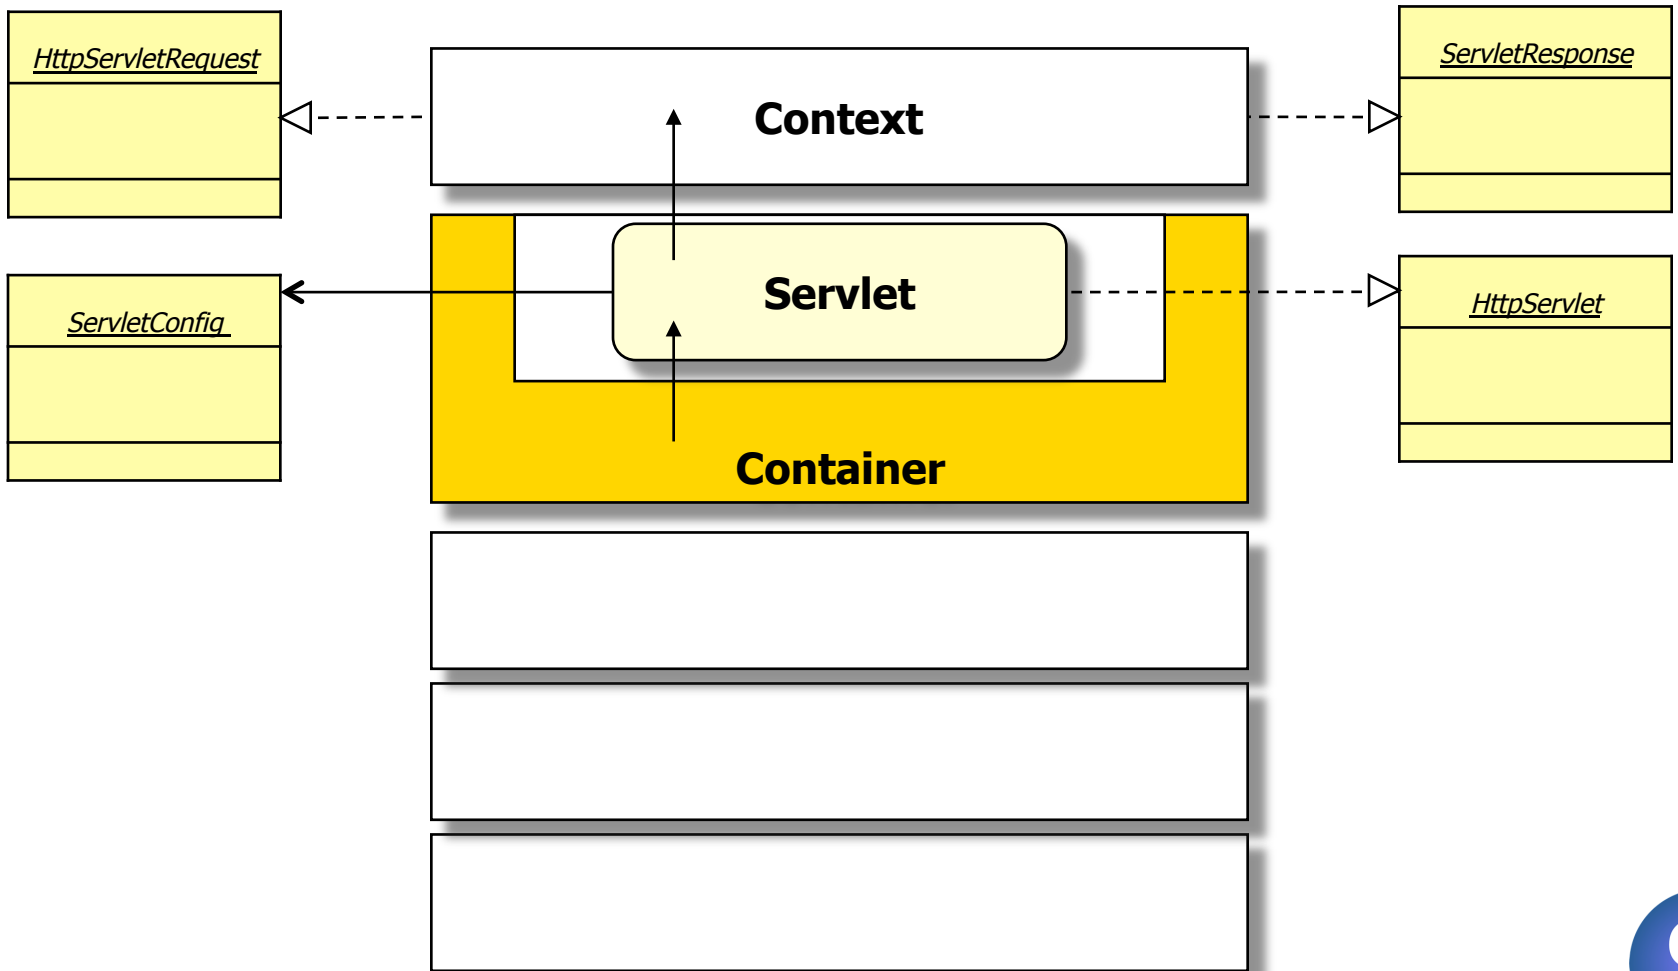 HttpServletRequest
Context
ServletResponse
ServletConfig
Servlet
HttpServlet
Container